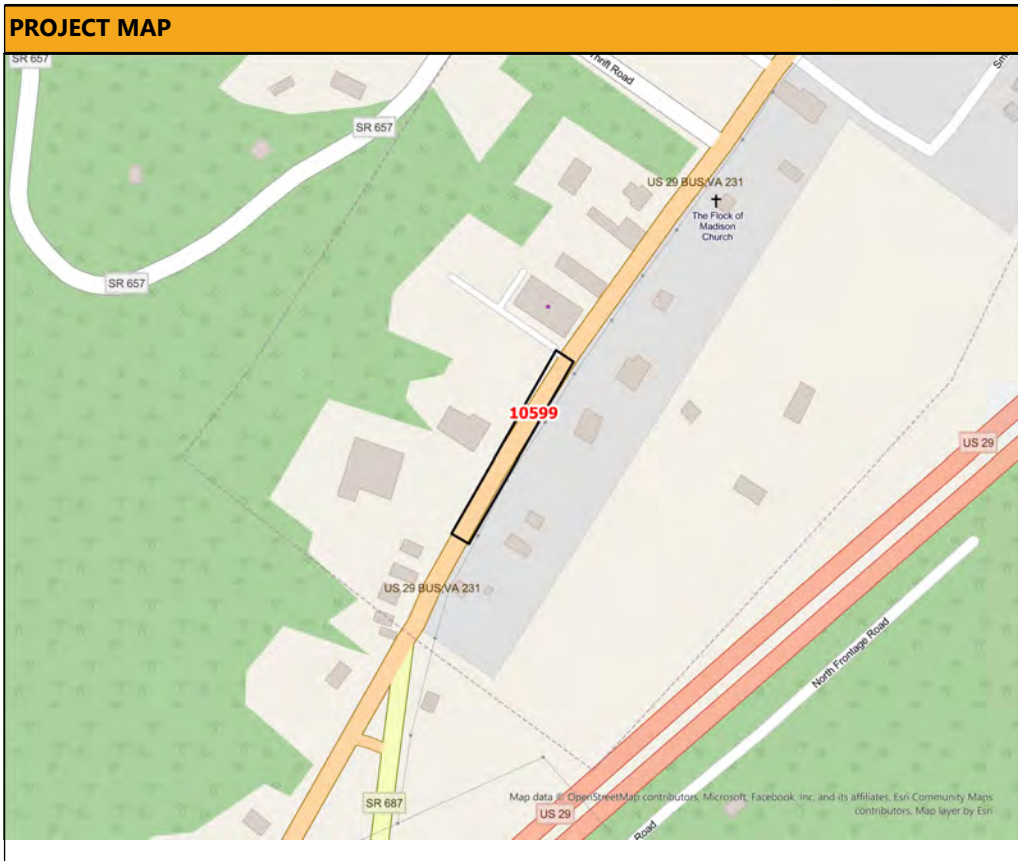 PROJECT MAP
SR 657
Thrift Road
SR 657
US 29 BUS;VA 231
The Flock of
Madison
Church
SR 657
10599
US 29
US 29 BUS;VA 231
North Frontage Road
SR 687
Map data © OpenStreetMap contributors, Microsoft, Facebook, Inc. and its affiliates, Esri Community Maps
contributors, Map layer by Esri
US 29
Road